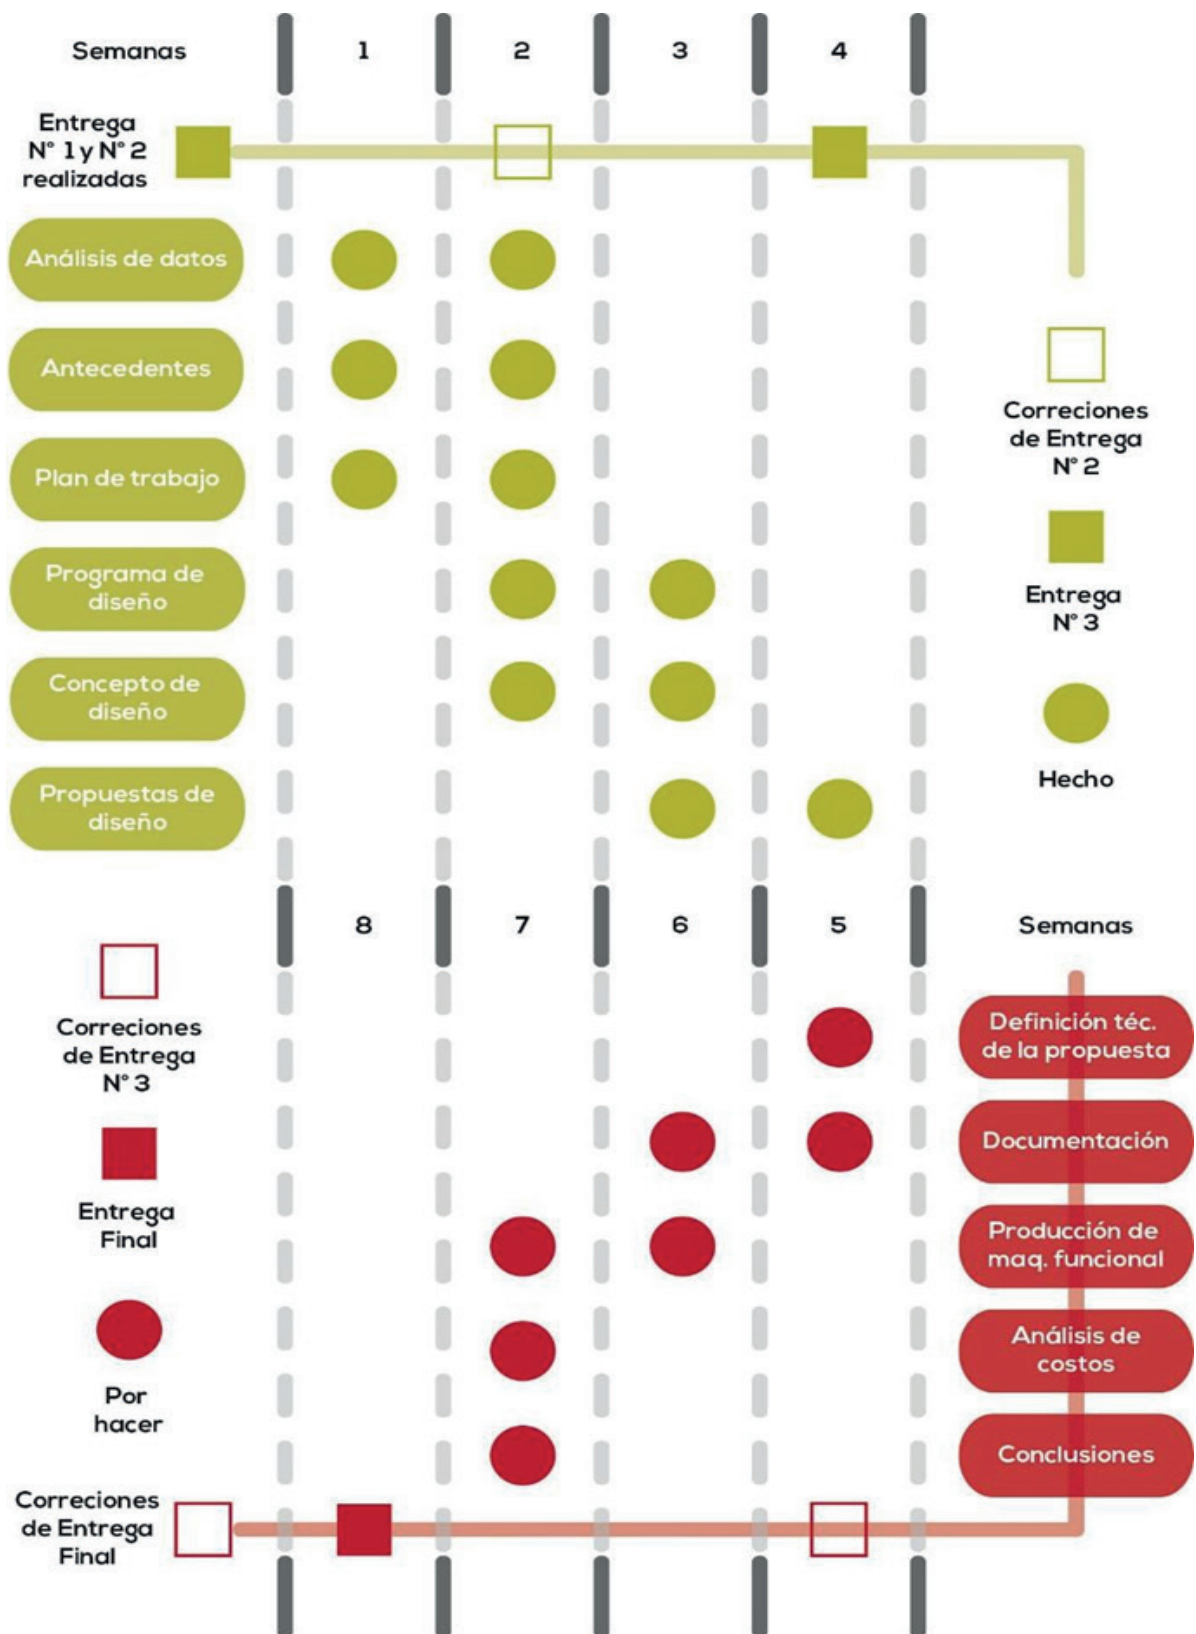 Semanas
1
2
3
4
Entrega
N° 1 y N° 2
realizadas
Análisis de datos
Antecedentes
Plan de trabajo
Programa de
diseño
Concepto de
diseño
Propuestas de
diseño
Correciones
de Entrega
N° 2
Entrega
N° 3
Hecho
8
7
6
5
Semanas
Correciones
de Entrega
N° 3
Entrega
Final
Por
hacer
Definición téc.
de la propuesta
Documentación
Producción de
maq. funcional
Análisis de
costos
Conclusiones
Correciones
de Entrega
Final